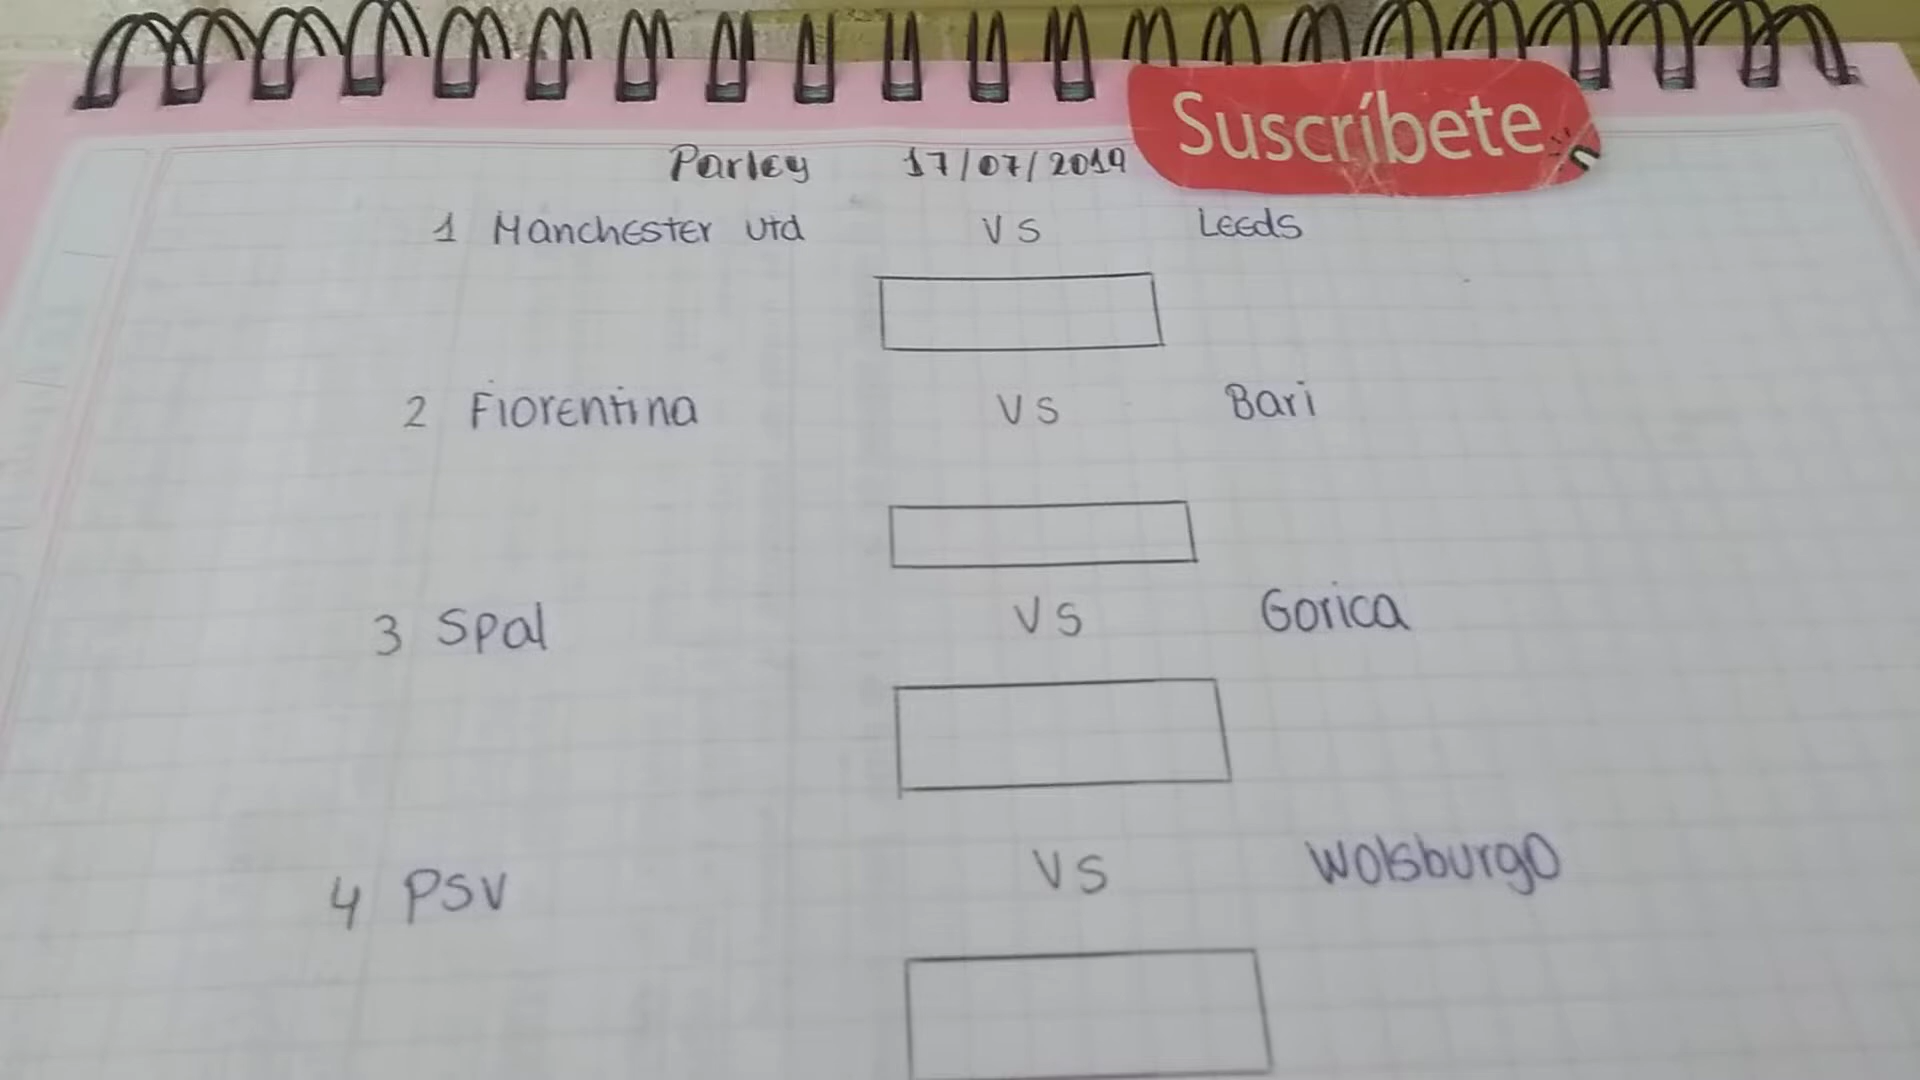 Parley 17/07/2019 Suscríbete
1 Manchester Utd VS Leeds
2 Fiorentina VS Bari
3 Spal VS Gorica
4 PSV VS Wolsburgo